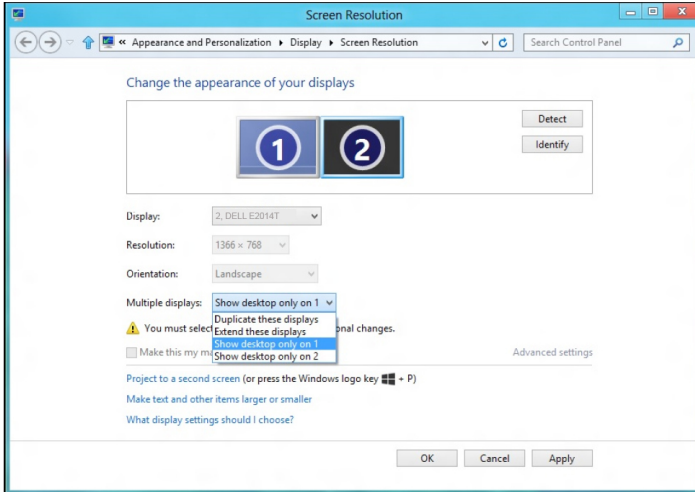 Screen Resolution
« Appearance and Personalization ▸ Display ▸ Screen Resolution
Search Control Panel
Change the appearance of your displays
1
2
Detect
Identify
Display: 2, DELL E2014T
Resolution: 1366 × 768
Orientation: Landscape
Multiple displays: Show desktop only on 1
Duplicate these displays
Extend these displays
Show desktop only on 1
Show desktop only on 2
You must select onal changes.
Make this my ma
Advanced settings
Project to a second screen (or press the Windows logo key + P)
Make text and other items larger or smaller
What display settings should I choose?
OK Cancel Apply